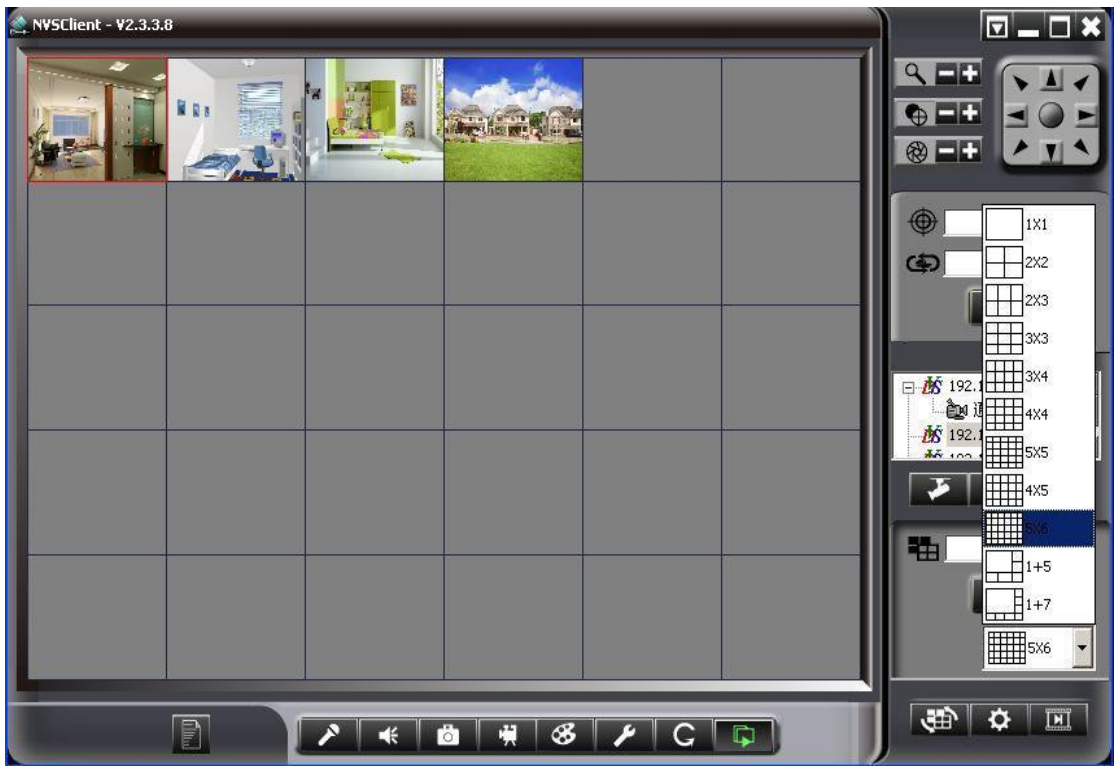 NVSClient - V2.3.3.8
1X1
2X2
2X3
3X3
3X4
4X4
5X5
4X5
5X6
1+5
1+7
5X6
192.1
192.1